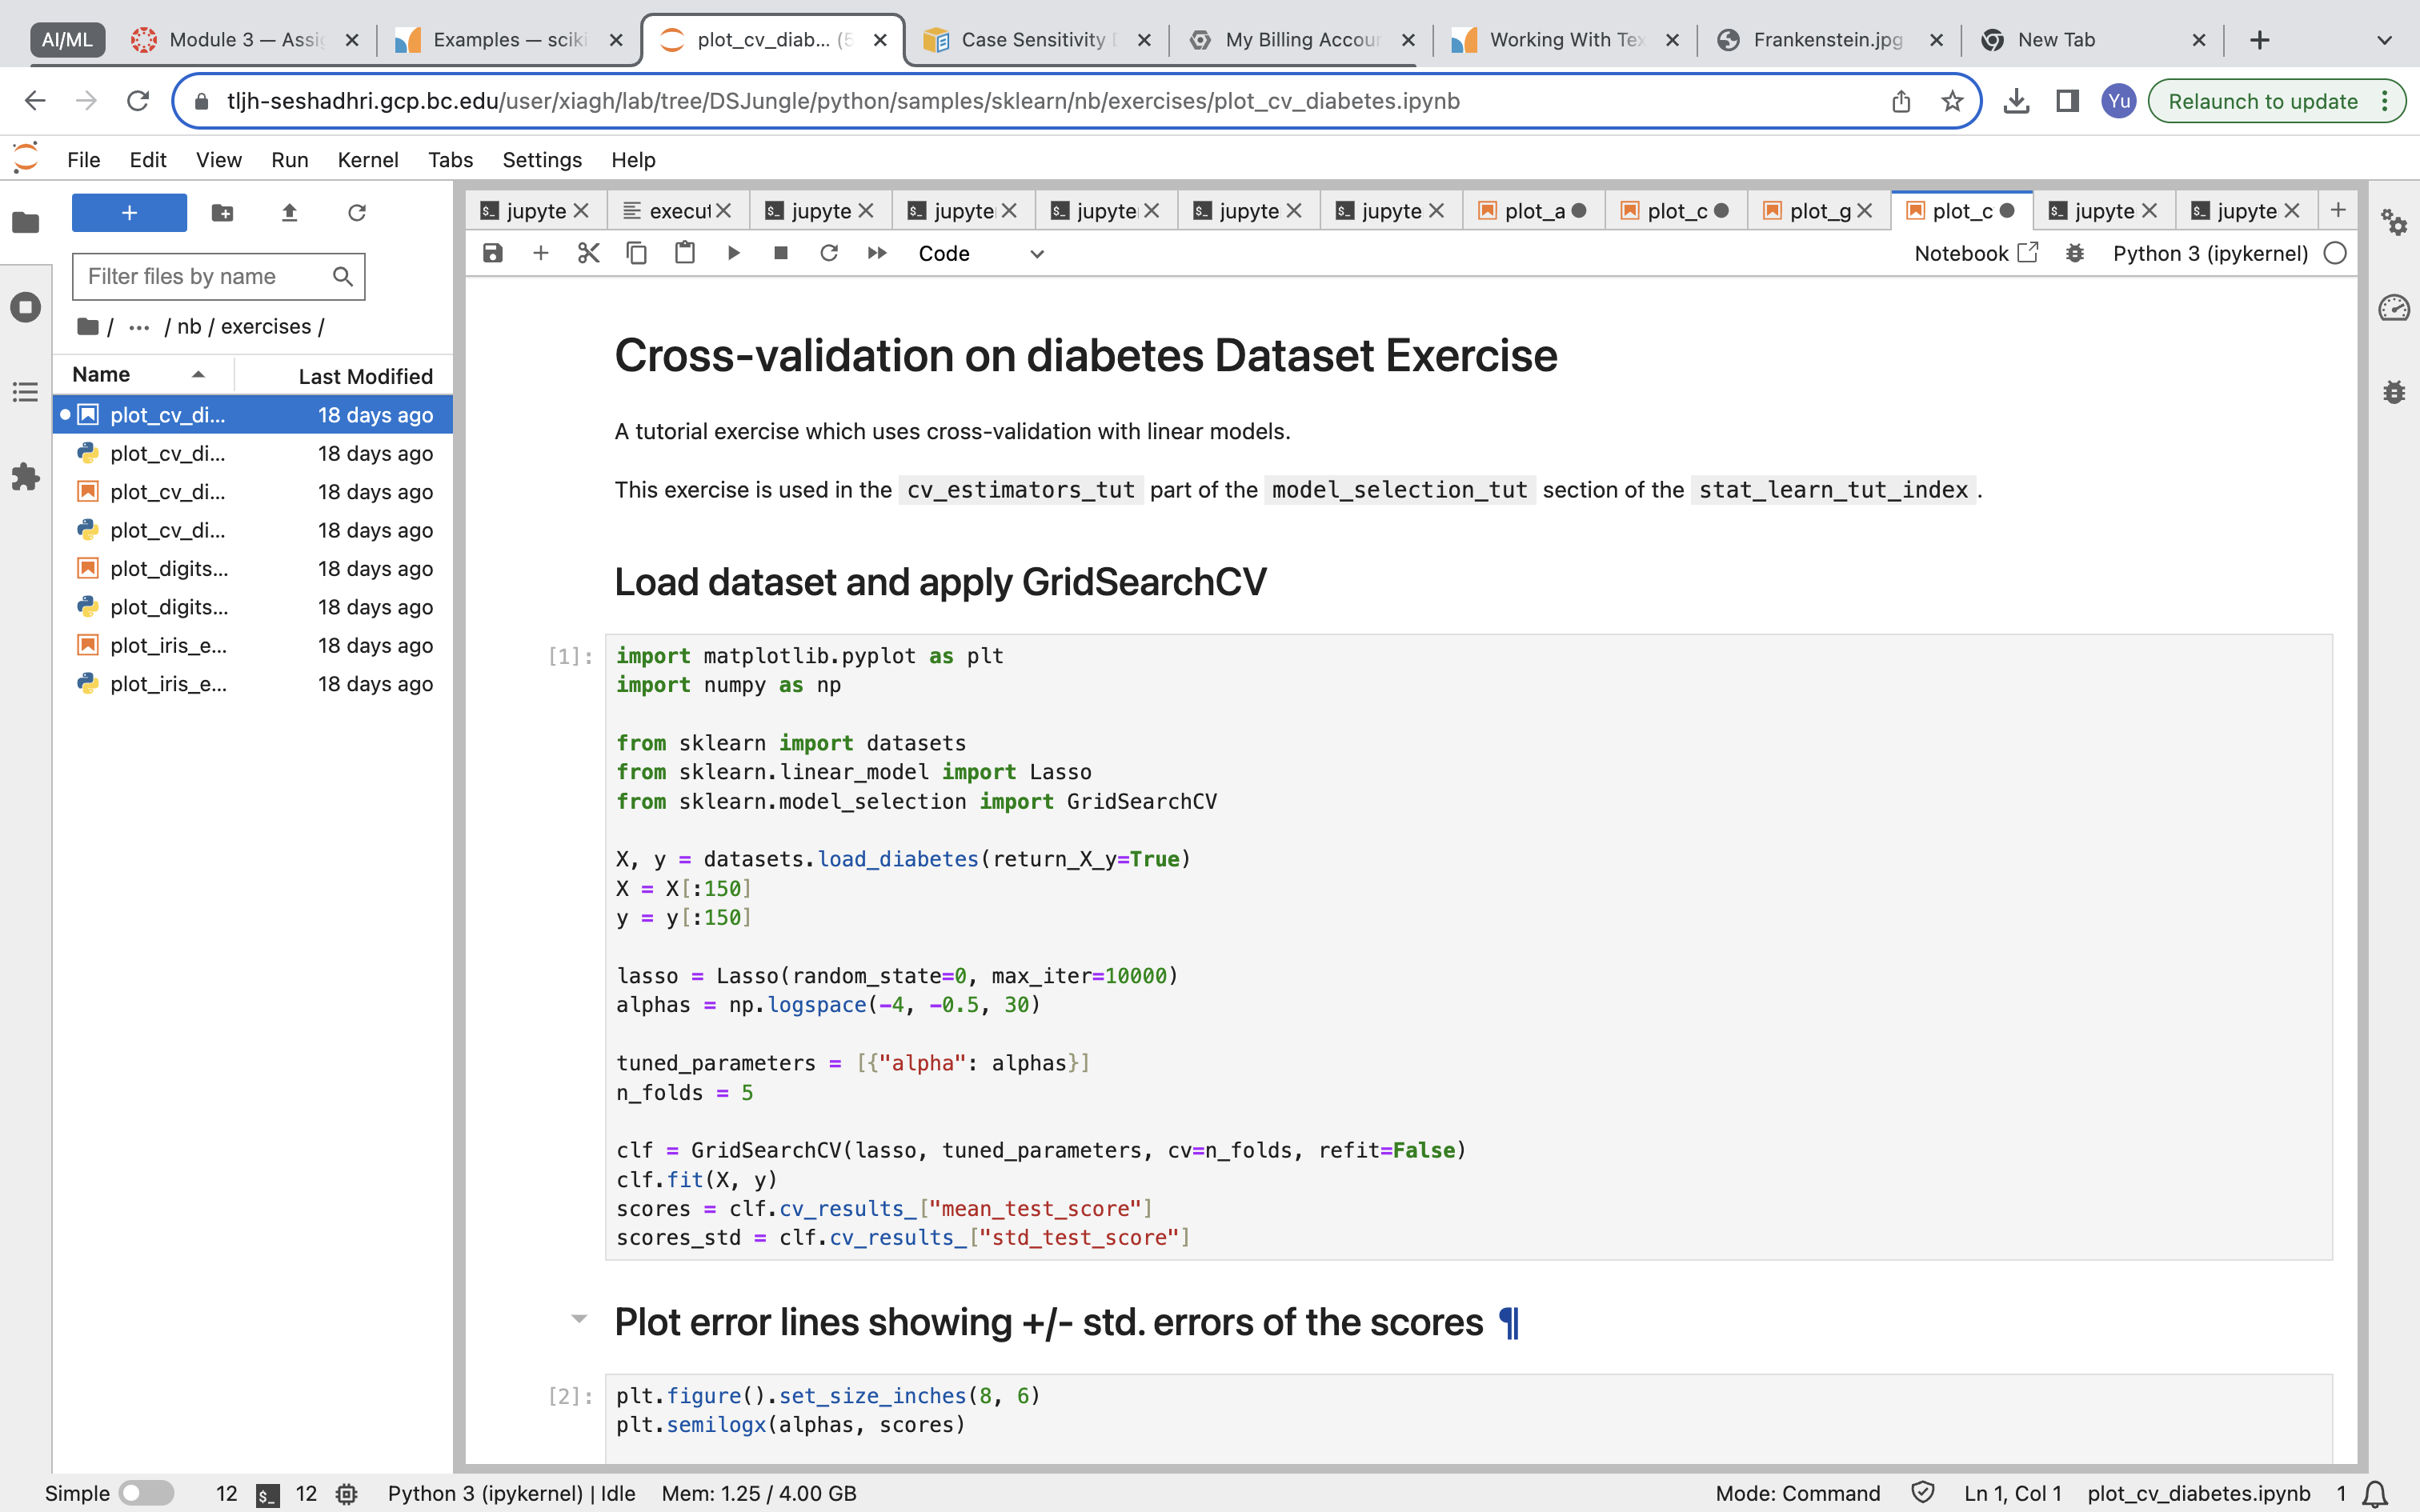 AI/ML
Module 3 — Assig
Examples — scikit
plot_cv_diab... (5
Case Sensitivity D
My Billing Accoun
Working With Tex
Frankenstein.jpg
New Tab
tljh-seshadhri.gcp.bc.edu/user/xiagh/lab/tree/DSJungle/python/samples/sklearn/nb/exercises/plot_cv_diabetes.ipynb
Yu
Relaunch to update
File Edit View Run Kernel Tabs Settings Help
jupyte
execut
jupyte
jupyte
jupyte
jupyte
jupyte
plot_a
plot_c
plot_g
plot_c
jupyte
jupyte
Code
Notebook
Python 3 (ipykernel)
Filter files by name
/ ··· / nb / exercises /
Name Last Modified
plot_cv_di... 18 days ago
plot_cv_di... 18 days ago
plot_cv_di... 18 days ago
plot_cv_di... 18 days ago
plot_digits... 18 days ago
plot_digits... 18 days ago
plot_iris_e... 18 days ago
plot_iris_e... 18 days ago
Cross-validation on diabetes Dataset Exercise
A tutorial exercise which uses cross-validation with linear models.
This exercise is used in the cv_estimators_tut part of the model_selection_tut section of the stat_learn_tut_index.
Load dataset and apply GridSearchCV
[1]:
import matplotlib.pyplot as plt
import numpy as np
from sklearn import datasets
from sklearn.linear_model import Lasso
from sklearn.model_selection import GridSearchCV
X, y = datasets.load_diabetes(return_X_y=True)
X = X[:150]
y = y[:150]
lasso = Lasso(random_state=0, max_iter=10000)
alphas = np.logspace(-4, -0.5, 30)
tuned_parameters = [{"alpha": alphas}]
n_folds = 5
clf = GridSearchCV(lasso, tuned_parameters, cv=n_folds, refit=False)
clf.fit(X, y)
scores = clf.cv_results_["mean_test_score"]
scores_std = clf.cv_results_["std_test_score"]
Plot error lines showing +/- std. errors of the scores ¶
[2]:
plt.figure().set_size_inches(8, 6)
plt.semilogx(alphas, scores)
Simple 12 12 Python 3 (ipykernel) | Idle Mem: 1.25 / 4.00 GB Mode: Command Ln 1, Col 1 plot_cv_diabetes.ipynb 1